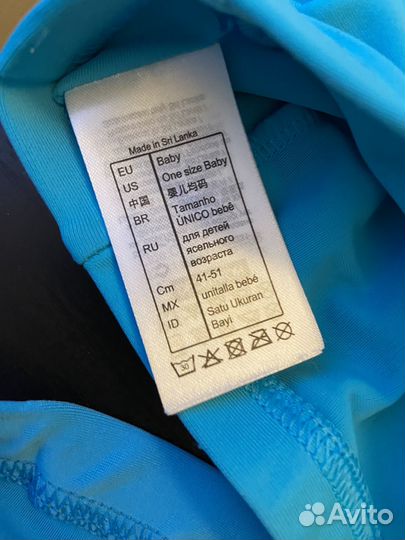 Made in Sri Lanka
EU Baby
US One size Baby
中国 婴儿均码
BR Tamanho
ÚNICO bebê
RU для детей
ясельного
возраста
Cm 41-51
MX unitalla bebé
ID Satu Ukuran
Bayi
30
Avito